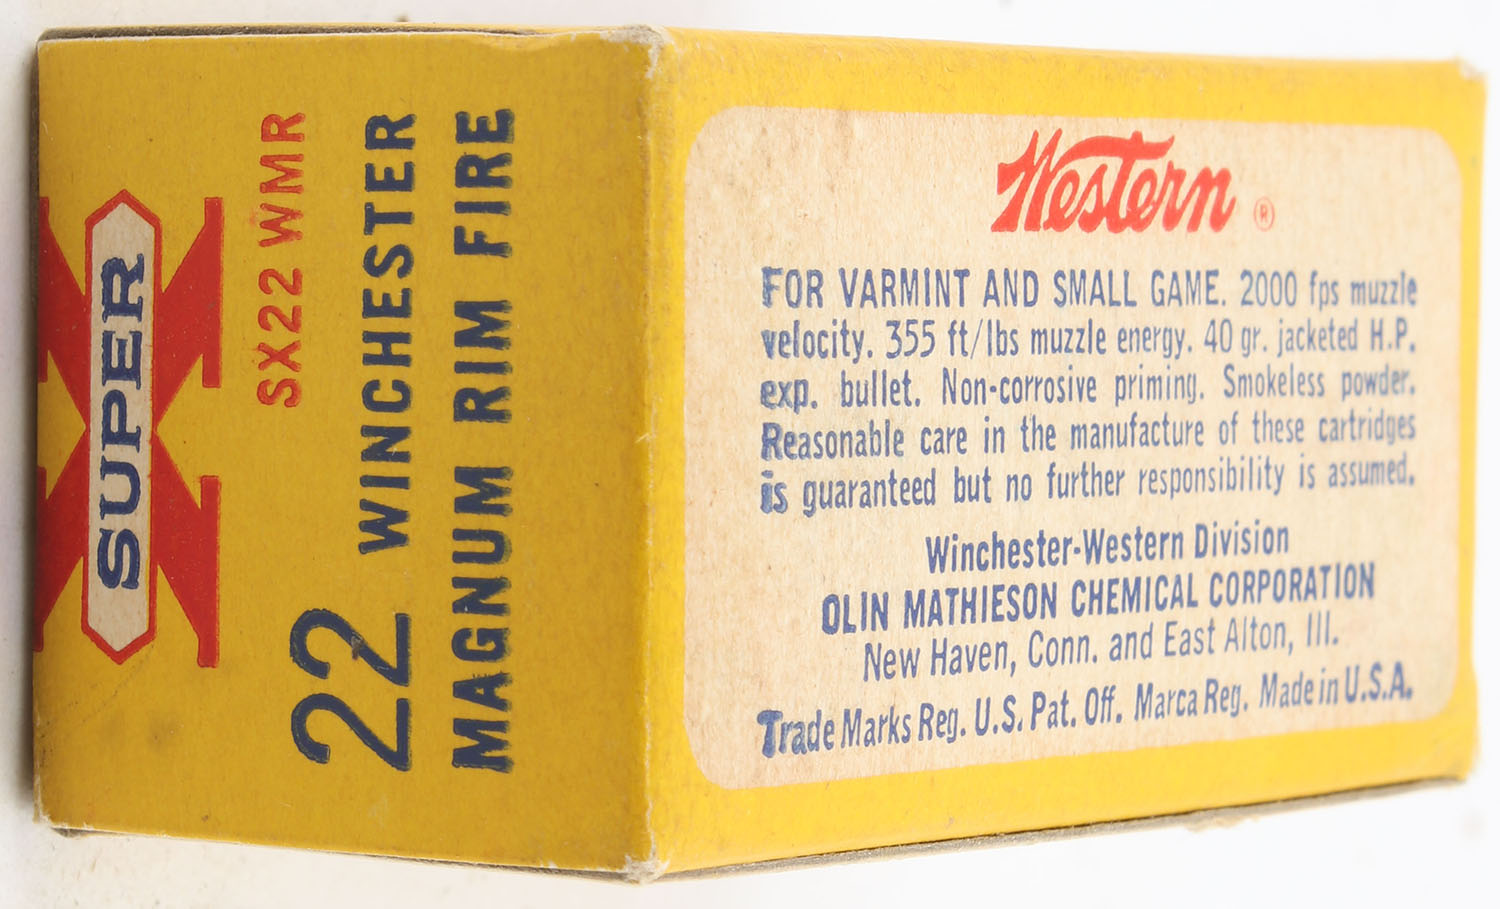 SUPER X
SX22 WMR
22 WINCHESTER
MAGNUM RIM FIRE
Western ®
FOR VARMINT AND SMALL GAME. 2000 fps muzzle
velocity. 355 ft/lbs muzzle energy. 40 gr. jacketed H.P.
exp. bullet. Non-corrosive priming. Smokeless powder.
Reasonable care in the manufacture of these cartridges
is guaranteed but no further responsibility is assumed.
Winchester-Western Division
OLIN MATHIESON CHEMICAL CORPORATION
New Haven, Conn. and East Alton, Ill.
Trade Marks Reg. U.S. Pat. Off. Marca Reg. Made in U.S.A.